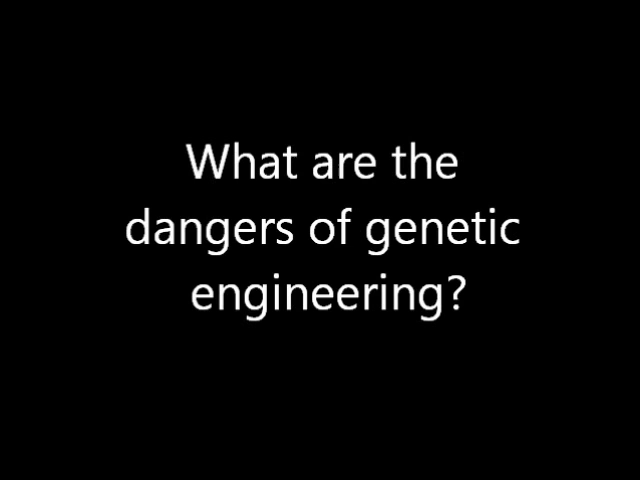 What are the
dangers of genetic
engineering?